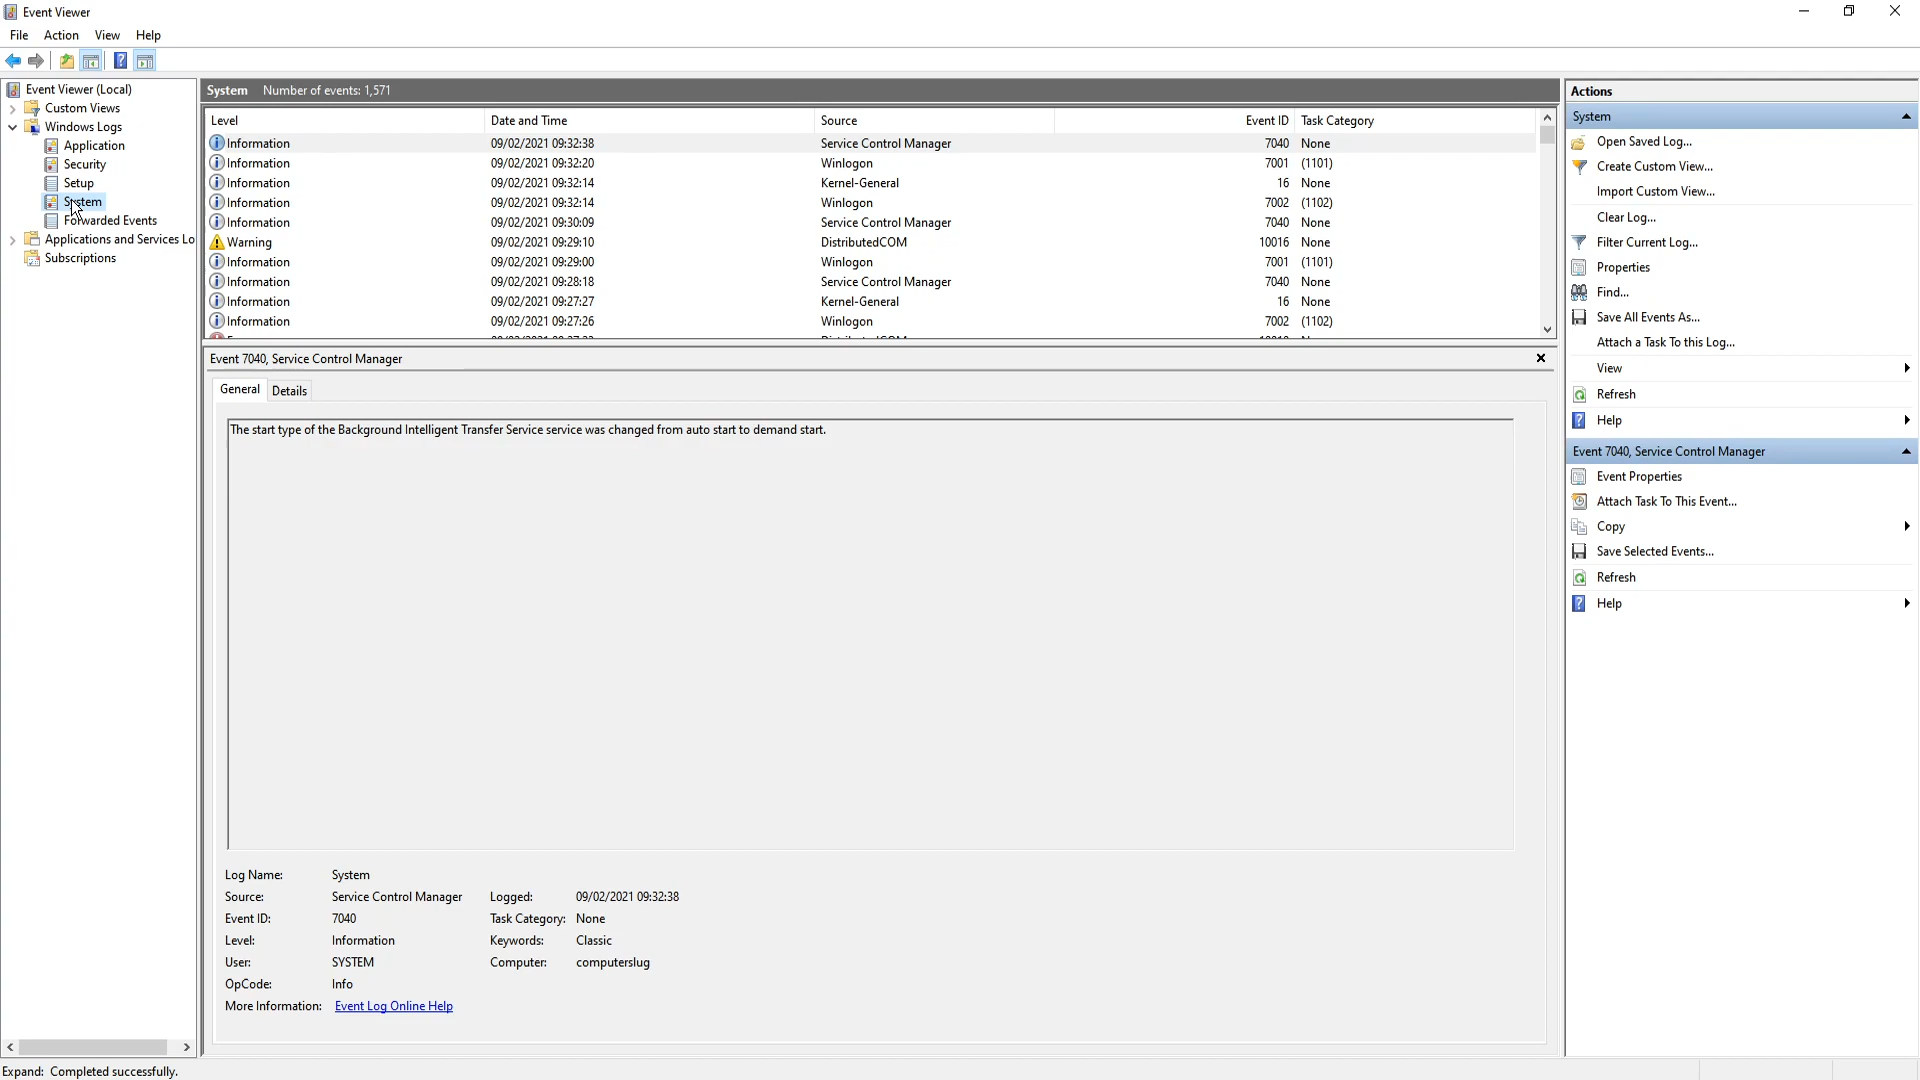 Event Viewer
File Action View Help
Event Viewer (Local)
Custom Views
Windows Logs
Application
Security
Setup
System
Forwarded Events
Applications and Services Lo
Subscriptions
System Number of events: 1,571
Level Date and Time Source Event ID Task Category
Information 09/02/2021 09:32:38 Service Control Manager 7040 None
Information 09/02/2021 09:32:20 Winlogon 7001 (1101)
Information 09/02/2021 09:32:14 Kernel-General 16 None
Information 09/02/2021 09:32:14 Winlogon 7002 (1102)
Information 09/02/2021 09:30:09 Service Control Manager 7040 None
Warning 09/02/2021 09:29:10 DistributedCOM 10016 None
Information 09/02/2021 09:29:00 Winlogon 7001 (1101)
Information 09/02/2021 09:28:18 Service Control Manager 7040 None
Information 09/02/2021 09:27:27 Kernel-General 16 None
Information 09/02/2021 09:27:26 Winlogon 7002 (1102)
Event 7040, Service Control Manager
General Details
The start type of the Background Intelligent Transfer Service service was changed from auto start to demand start.
Log Name: System
Source: Service Control Manager Logged: 09/02/2021 09:32:38
Event ID: 7040 Task Category: None
Level: Information Keywords: Classic
User: SYSTEM Computer: computerslug
OpCode: Info
More Information: Event Log Online Help
Actions
System
Open Saved Log...
Create Custom View...
Import Custom View...
Clear Log...
Filter Current Log...
Properties
Find...
Save All Events As...
Attach a Task To this Log...
View
Refresh
Help
Event 7040, Service Control Manager
Event Properties
Attach Task To This Event...
Copy
Save Selected Events...
Refresh
Help
Expand: Completed successfully.